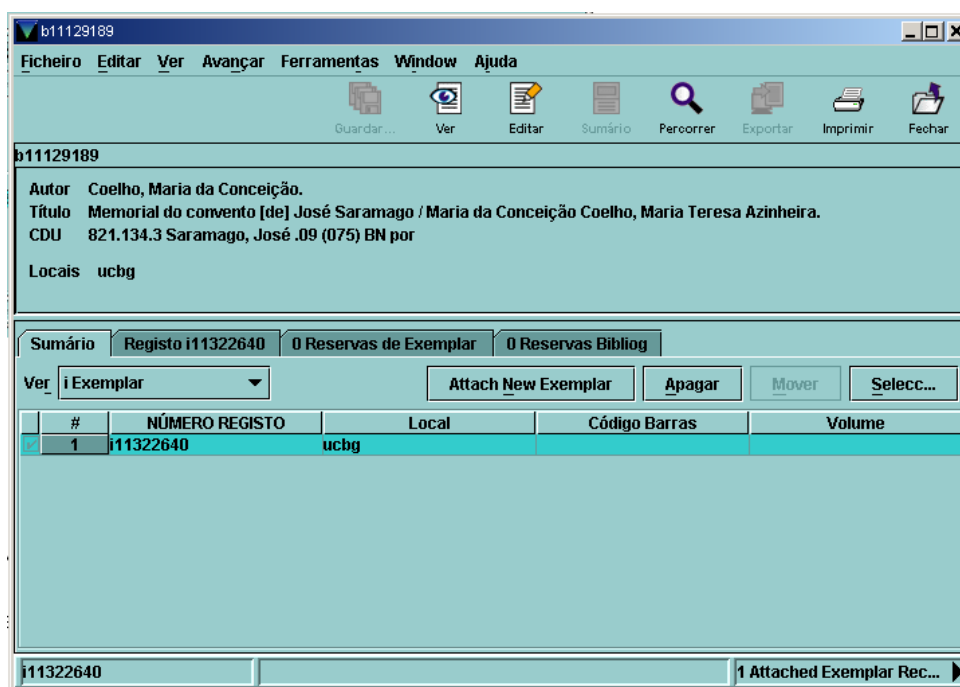 b11129189
Ficheiro Editar Ver Avançar Ferramentas Window Ajuda
Guardar... Ver Editar Sumário Percorrer Exportar Imprimir Fechar
b11129189
Autor Coelho, Maria da Conceição.
Título Memorial do convento [de] José Saramago / Maria da Conceição Coelho, Maria Teresa Azinheira.
CDU 821.134.3 Saramago, José .09 (075) BN por
Locais ucbg
Sumário Registo i11322640 0 Reservas de Exemplar 0 Reservas Bibliog
Ver i Exemplar Attach New Exemplar Apagar Mover Selecc...
# NÚMERO REGISTO Local Código Barras Volume
1 i11322640 ucbg
i11322640 1 Attached Exemplar Rec...